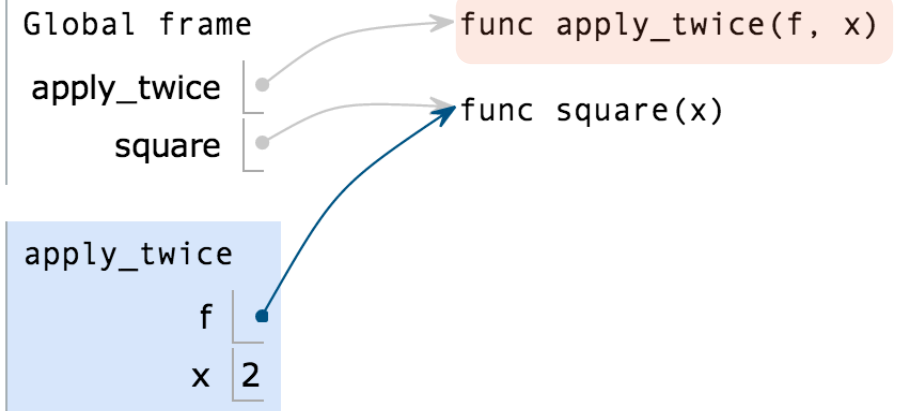 Global frame
func apply_twice(f, x)
apply_twice
func square(x)
square
apply_twice
f
x 2